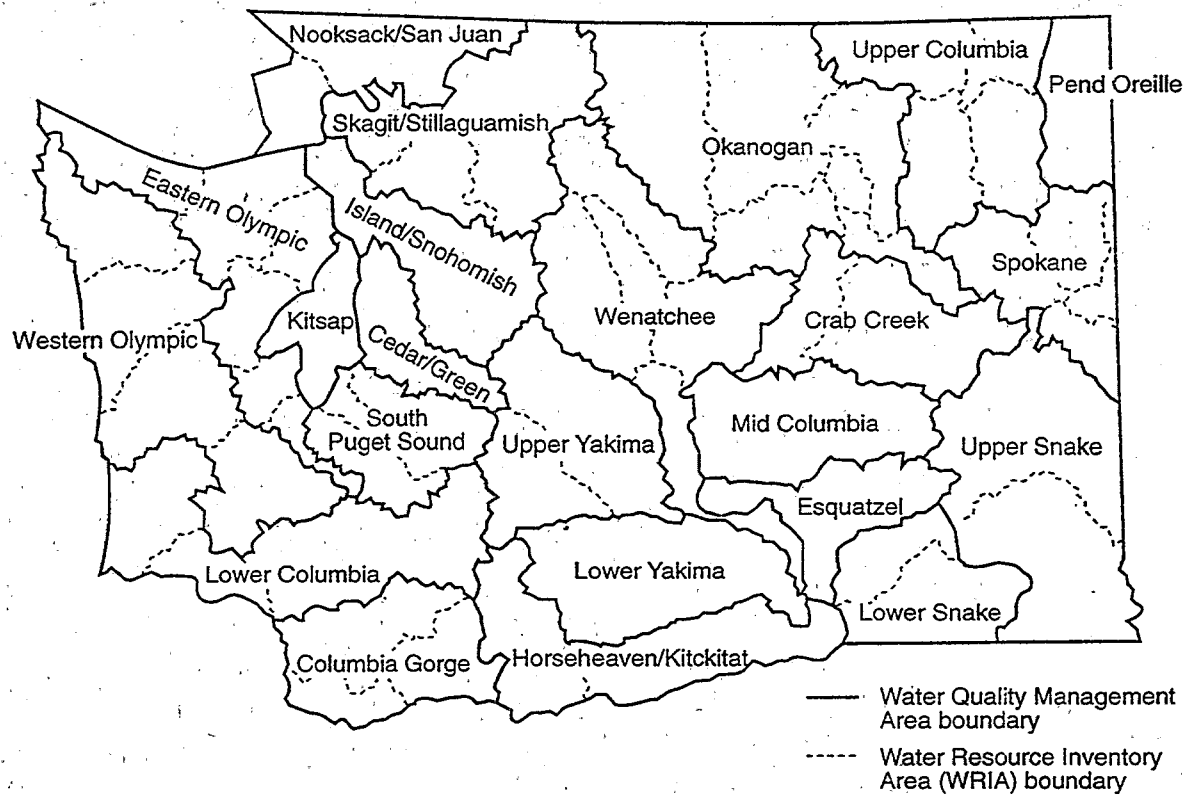 Nooksack/San Juan
Upper Columbia
Pend Oreille
Skagit/Stillaguamish
Okanogan
Eastern Olympic
Island/Snohomish
Spokane
Kitsap
Wenatchee
Crab Creek
Western Olympic
Cedar/Green
South
Puget Sound
Mid Columbia
Upper Yakima
Upper Snake
Esquatzel
Lower Columbia
Lower Yakima
Lower Snake
Columbia Gorge
Horseheaven/Kitckitat
Water Quality Management
Area boundary
Water Resource Inventory
Area (WRIA) boundary